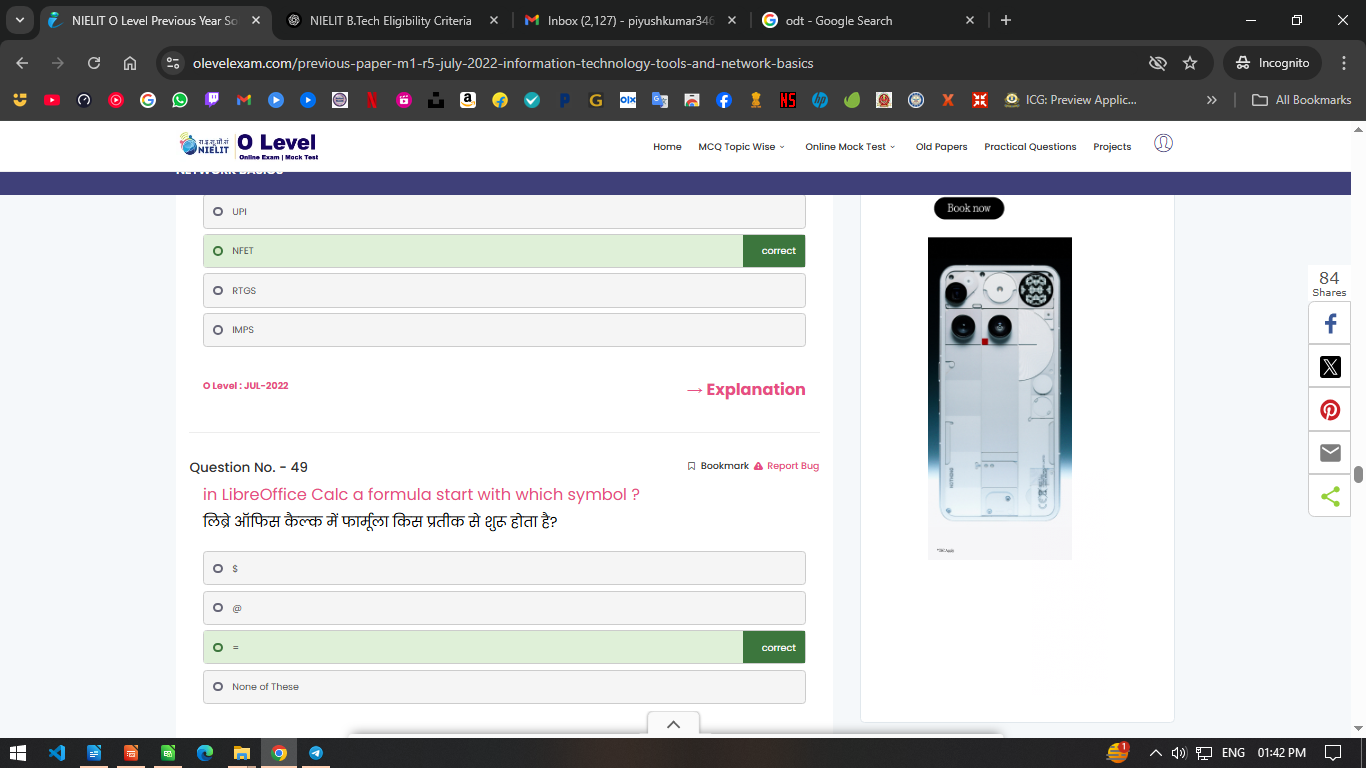 NIELIT O Level Previous Year So
NIELIT B.Tech Eligibility Criteria
Inbox (2,127) - piyushkumar346
odt - Google Search
olevelexam.com/previous-paper-m1-r5-july-2022-information-technology-tools-and-network-basics
Incognito
ICG: Preview Applic...
All Bookmarks
रा.इ.सू.प्रौ.सं
NIELIT
O Level
Online Exam | Mock Test
Home
MCQ Topic Wise
Online Mock Test
Old Papers
Practical Questions
Projects
NETWORK BASICS
UPI
NFET
correct
RTGS
IMPS
O Level : JUL-2022
→ Explanation
Question No. - 49
Bookmark
Report Bug
in LibreOffice Calc a formula start with which symbol ?
लिब्रे ऑफिस कैल्क में फार्मूला किस प्रतीक से शुरू होता है?
$
@
=
correct
None of These
Book now
84
Shares
ENG
01:42 PM
1